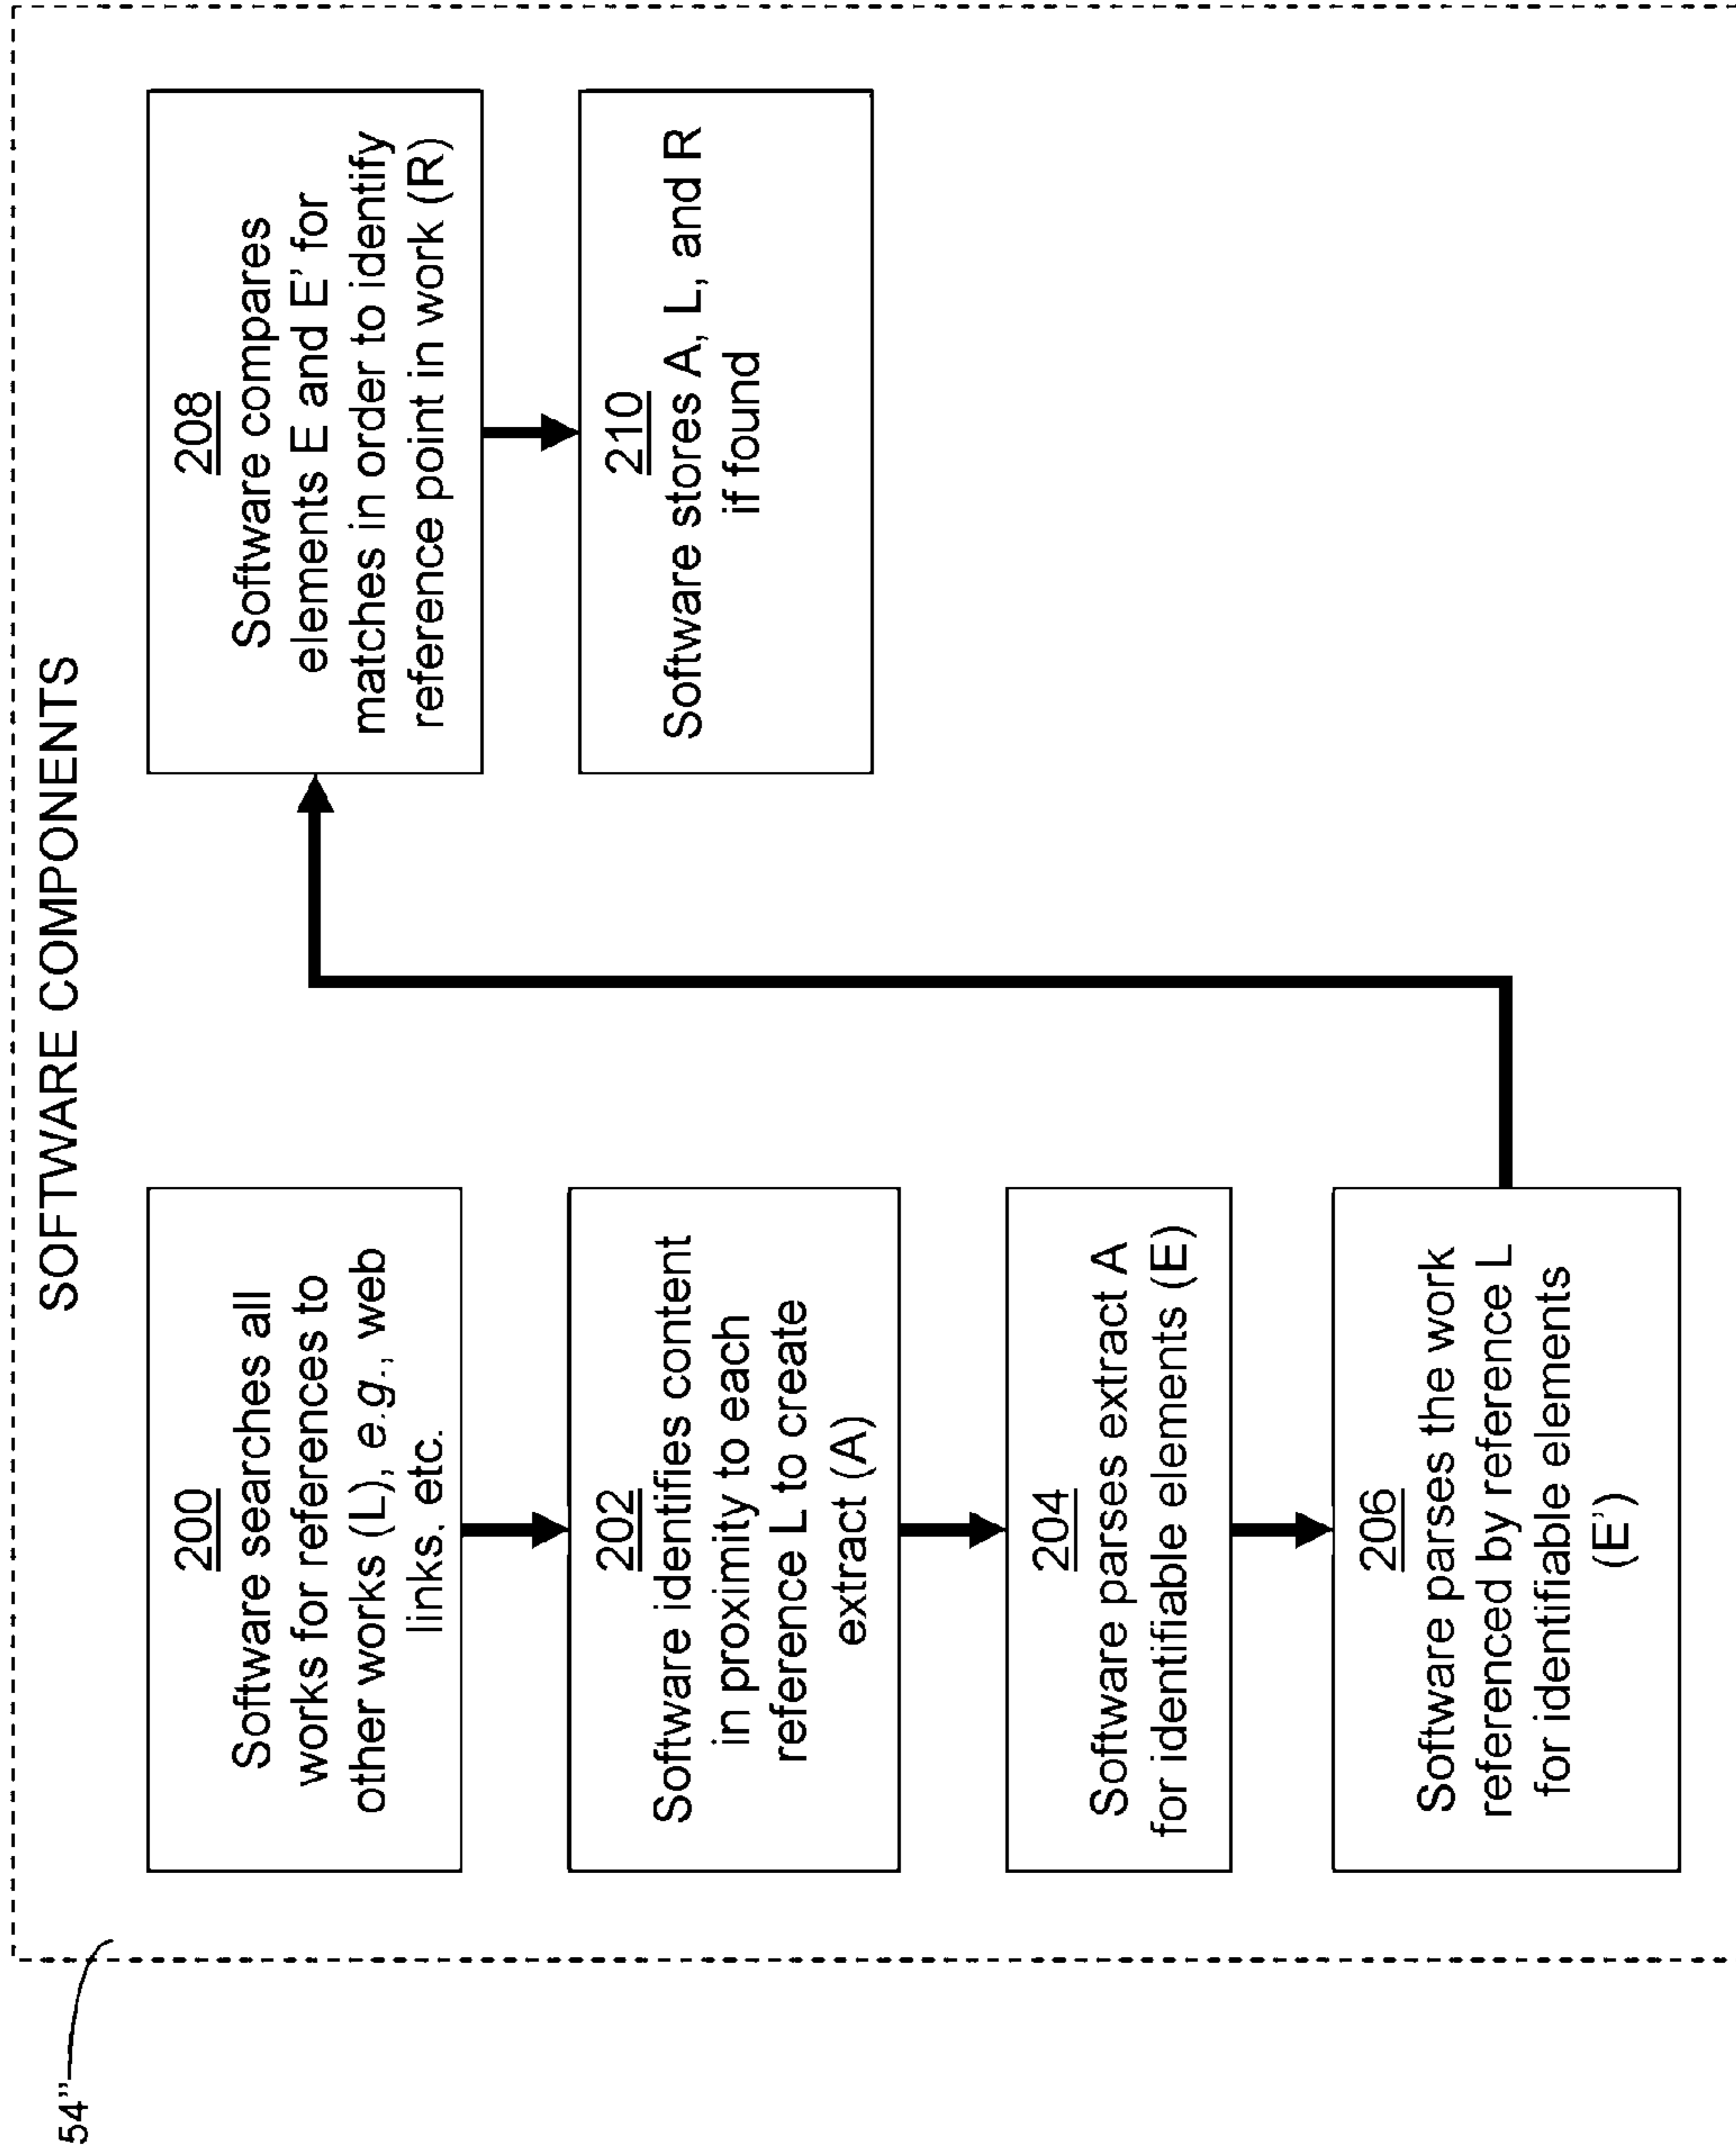 54"
SOFTWARE COMPONENTS
200
Software searches all
works for references to
other works (L), e.g., web
links, etc.
202
Software identifies content
in proximity to each
reference L to create
extract (A)
204
Software parses extract A
for identifiable elements (E)
206
Software parses the work
referenced by reference L
for identifiable elements
(E')
208
Software compares
elements E and E' for
matches in order to identify
reference point in work (R)
210
Software stores A, L, and R
if found